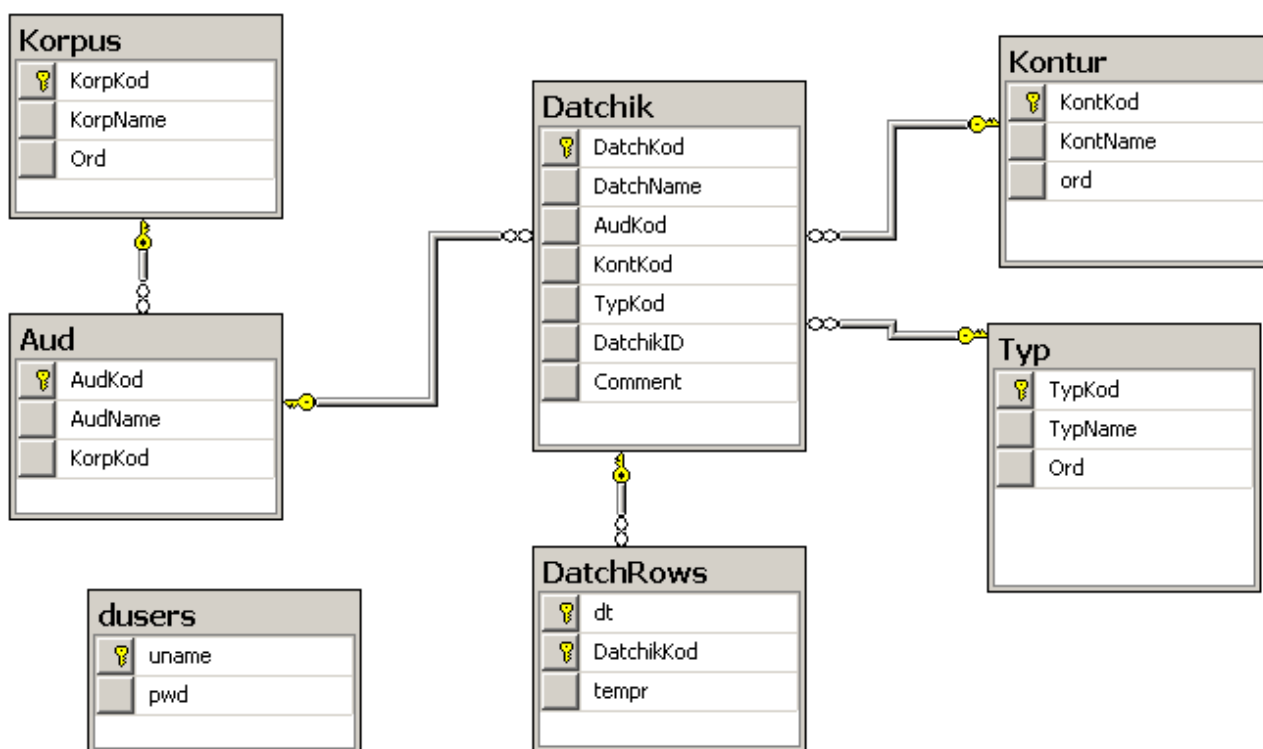 Korpus
KorpKod
KorpName
Ord
Aud
AudKod
AudName
KorpKod
dusers
uname
pwd
Datchik
DatchKod
DatchName
AudKod
KontKod
TypKod
DatchikID
Comment
DatchRows
dt
DatchikKod
tempr
Kontur
KontKod
KontName
ord
Typ
TypKod
TypName
Ord